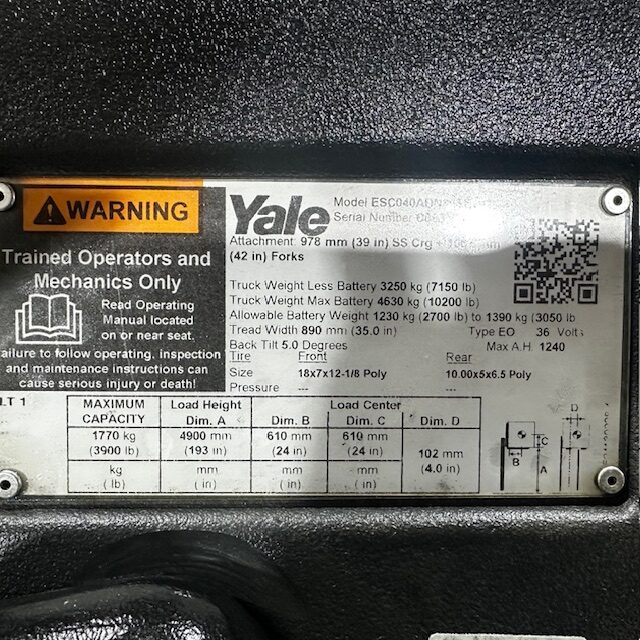 WARNING
Trained Operators and
Mechanics Only
Read Operating
Manual located
on or near seat.
ailure to follow operating, inspection
and maintenance instructions can
cause serious injury or death!
Yale
Model
Serial Number
Attachment: 978 mm (39 in) SS Crg
(42 in) Forks
Truck Weight Less Battery 3250 kg (7150 lb)
Truck Weight Max Battery 4630 kg (10200 lb)
Allowable Battery Weight 1230 kg (2700 lb) to 1390 kg (3050 lb
Tread Width 890 mm (35.0 in) Type EO 36 Volts
Back Tilt 5.0 Degrees Max A.H. 1240
Tire Front Rear
Size 18x7x12-1/8 Poly 10.00x5x6.5 Poly
Pressure --- ---
LT 1
MAXIMUM Load Height Load Center
CAPACITY Dim. A Dim. B Dim. C Dim. D
1770 kg 4900 mm 610 mm 610 mm 102 mm
(3900 lb) (193 in) (24 in) (24 in) (4.0 in)
kg mm mm mm
( lb) ( in) ( in) ( in)
D
C
B
A